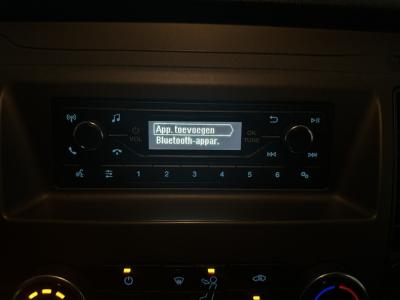 App. toevoegen
Bluetooth-appar.
VOL
OK
TUNE
1 2 3 4 5 6